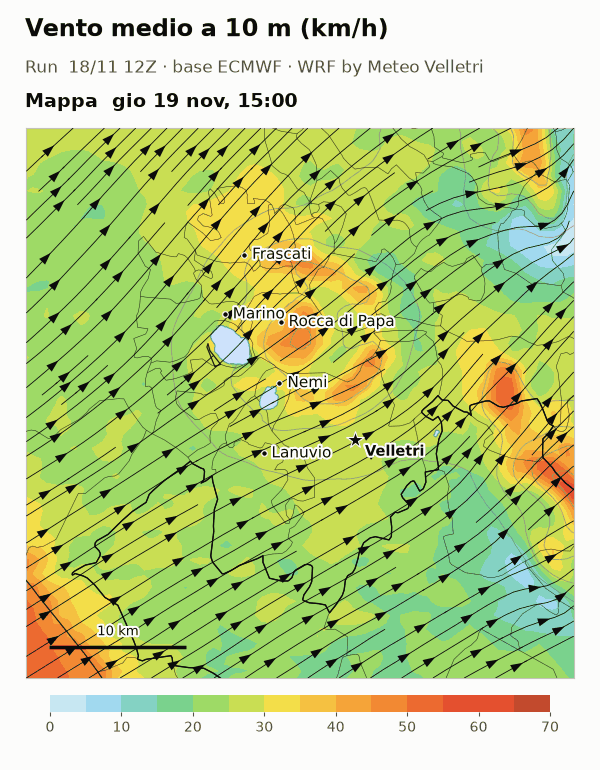 Vento medio a 10 m (km/h)
Run 18/11 12Z · base ECMWF · WRF by Meteo Velletri
Mappa gio 19 nov, 15:00
Frascati
Marino
Rocca di Papa
Nemi
Velletri
Lanuvio
10 km
0 10 20 30 40 50 60 70